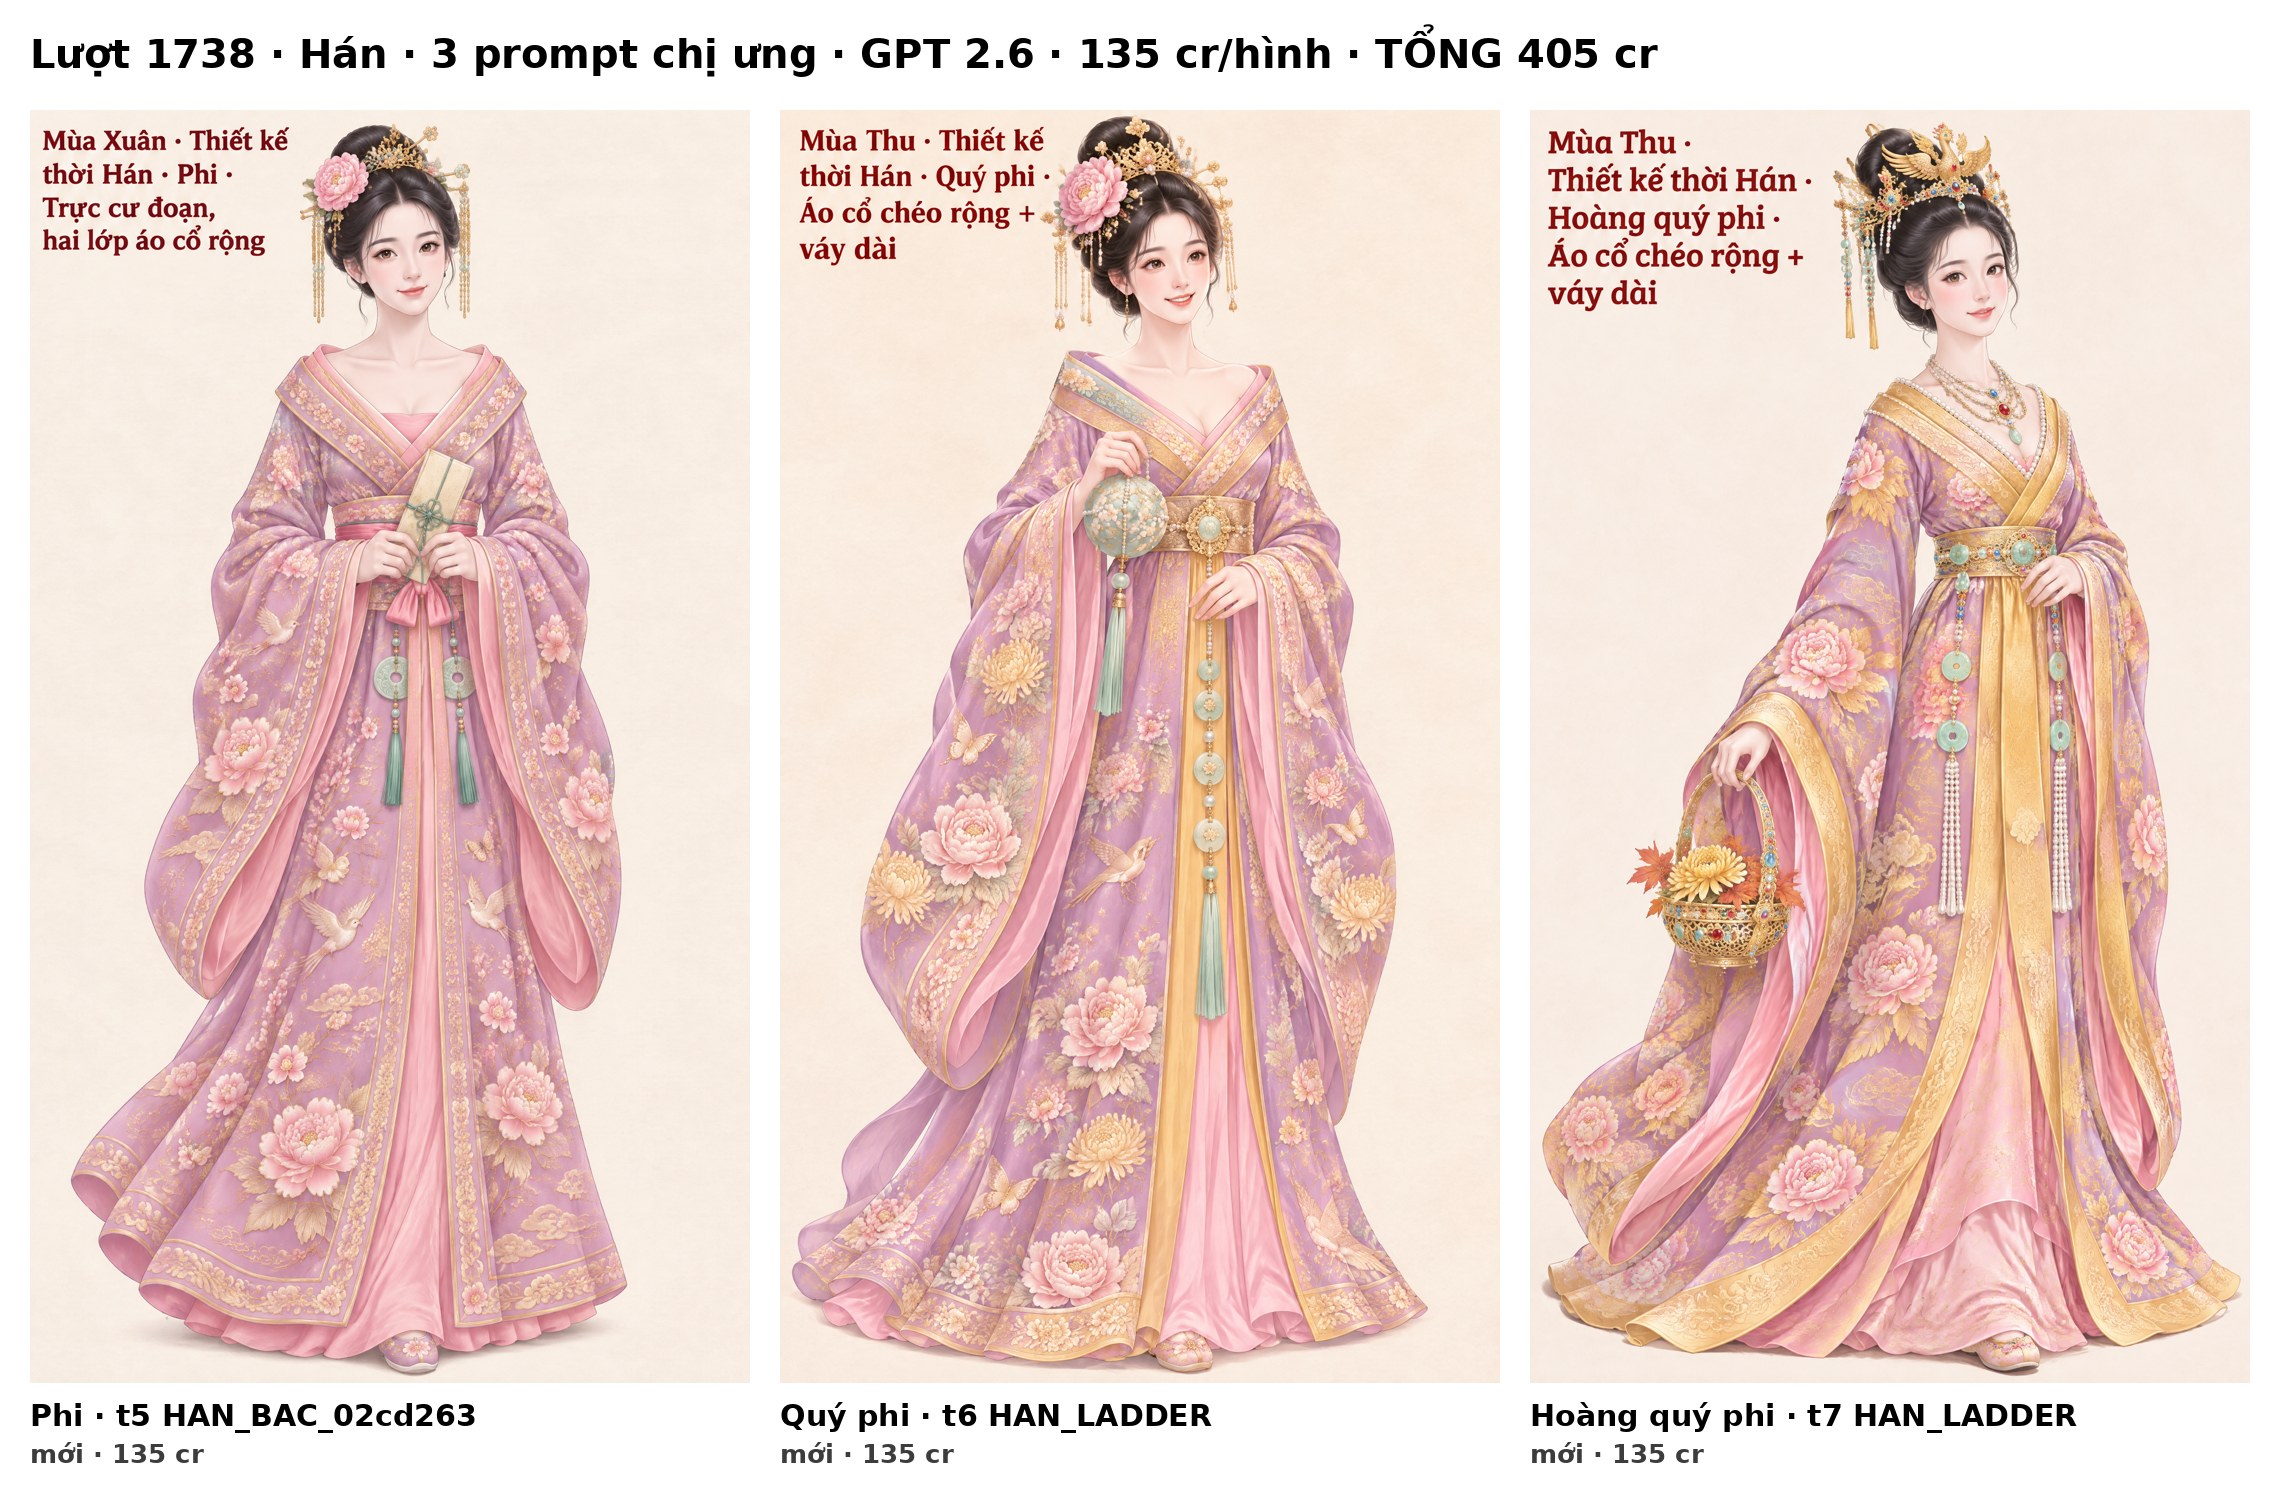 Lượt 1738 · Hán · 3 prompt chị ưng · GPT 2.6 · 135 cr/hình · TỔNG 405 cr
Mùa Xuân · Thiết kế
thời Hán · Phi ·
Trực cư đoạn,
hai lớp áo cổ rộng
Mùa Thu · Thiết kế
thời Hán · Quý phi ·
Áo cổ chéo rộng +
váy dài
Mùa Thu ·
Thiết kế thời Hán ·
Hoàng quý phi ·
Áo cổ chéo rộng +
váy dài
Phi · t5 HAN_BAC_02cd263
mới · 135 cr
Quý phi · t6 HAN_LADDER
mới · 135 cr
Hoàng quý phi · t7 HAN_LADDER
mới · 135 cr